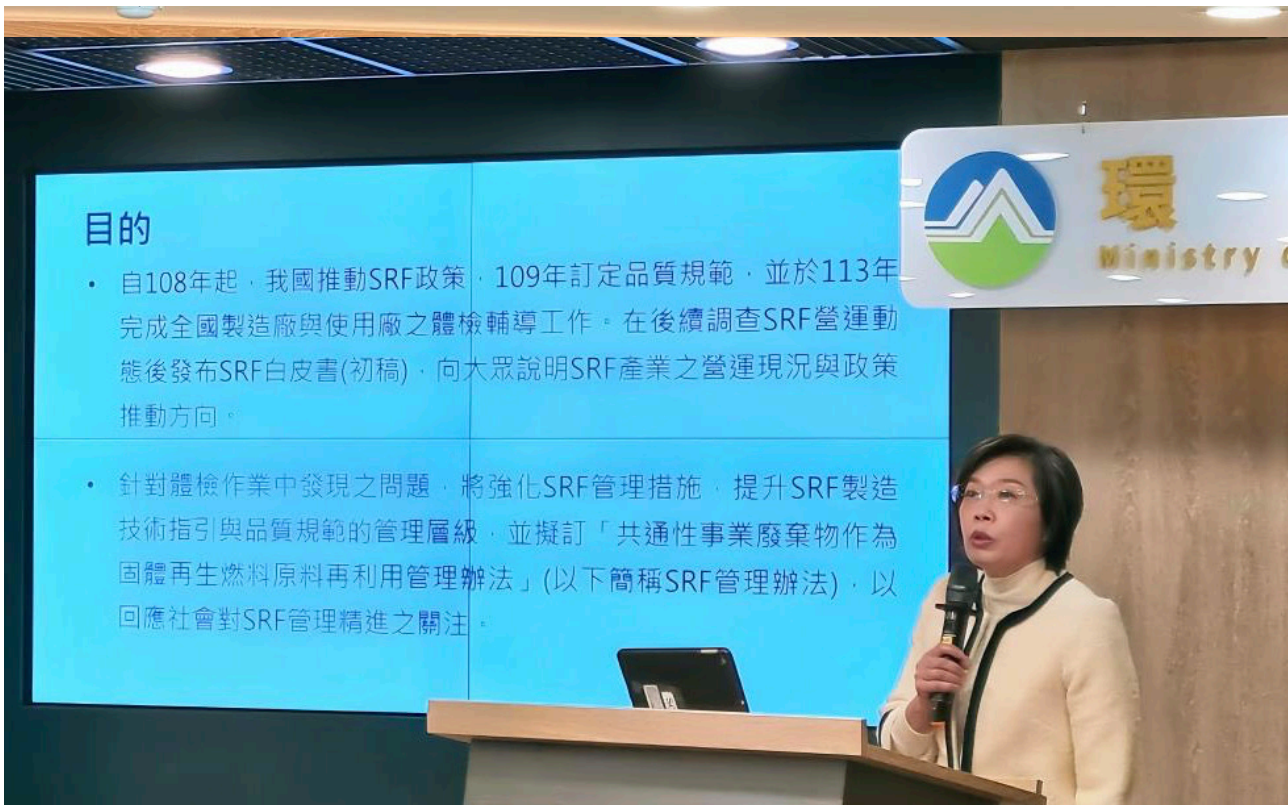 目的
• 自108年起，我國推動SRF政策，109年訂定品質規範，並於113年
完成全國製造廠與使用廠之體檢輔導工作。在後續調查SRF營運動
態後發布SRF白皮書(初稿)，向大眾說明SRF產業之營運現況與政策
推動方向。
• 針對體檢作業中發現之問題，將強化SRF管理措施，提升SRF製造
技術指引與品質規範的管理層級，並擬訂「共通性事業廢棄物作為
固體再生燃料原料再利用管理辦法」(以下簡稱SRF管理辦法)，以
回應社會對SRF管理精進之關注。
環
Ministry